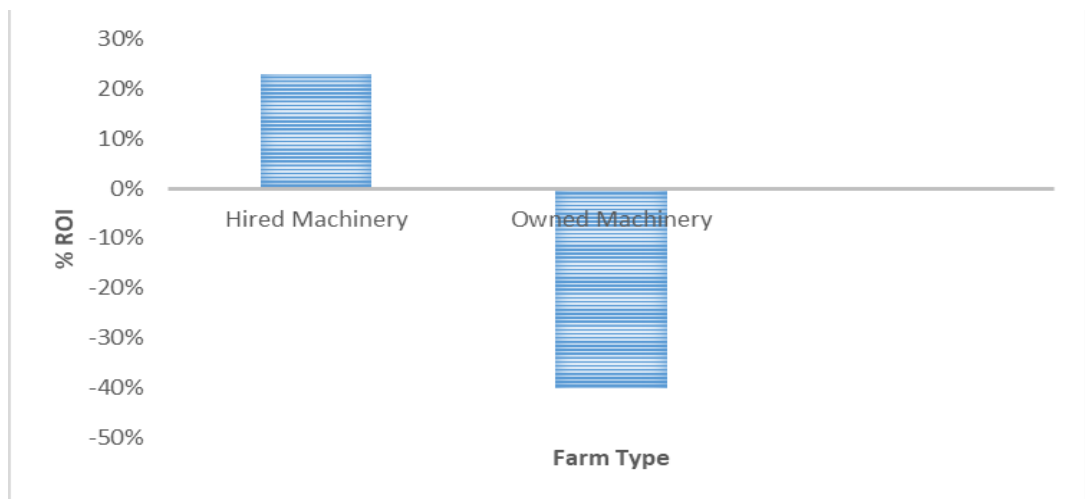 30%
20%
10%
0%
-10%
-20%
-30%
-40%
-50%
% ROI
Hired Machinery
Owned Machinery
Farm Type